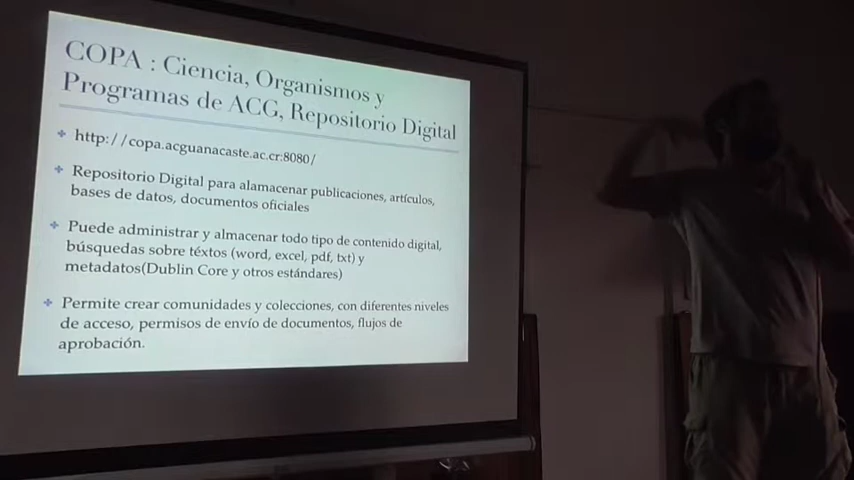 COPA : Ciencia, Organismos y
Programas de ACG, Repositorio Digital
http://copa.acguanacaste.ac.cr:8080/
Repositorio Digital para alamacenar publicaciones, artículos,
bases de datos, documentos oficiales
Puede administrar y almacenar todo tipo de contenido digital,
búsquedas sobre téxtos (word, excel, pdf, txt) y
metadatos(Dublin Core y otros estándares)
Permite crear comunidades y colecciones, con diferentes niveles
de acceso, permisos de envío de documentos, flujos de
aprobación.